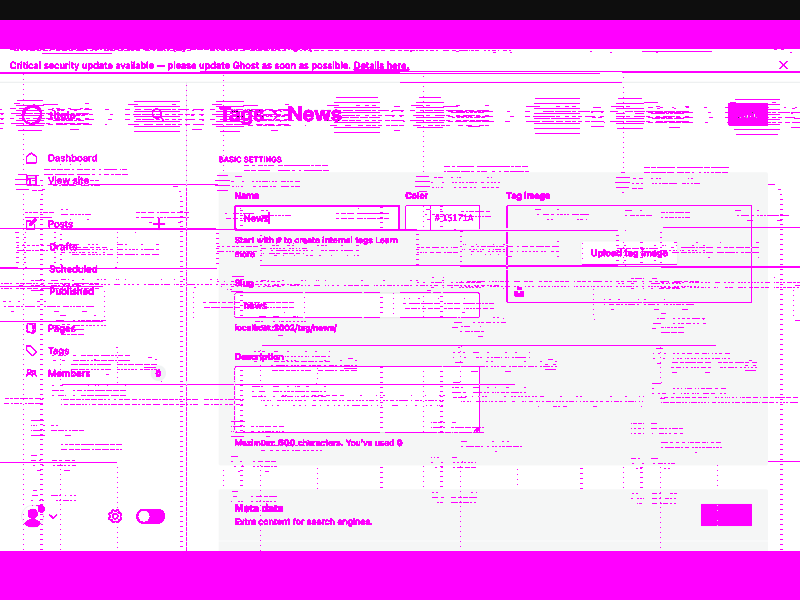 Critical security update available — please update Ghost as soon as possible. Details here.
Tags News
Dashboard
View site
Posts
Drafts
Scheduled
Published
Pages
Tags
Members
BASIC SETTINGS
Name
Color
Tag image
News
#15171A
Start with # to create internal tags Learn
more
Upload tag image
Slug
news
localhost:3002/tag/news/
Description
Maximum: 500 characters. You've used 0
Meta data
Extra content for search engines.